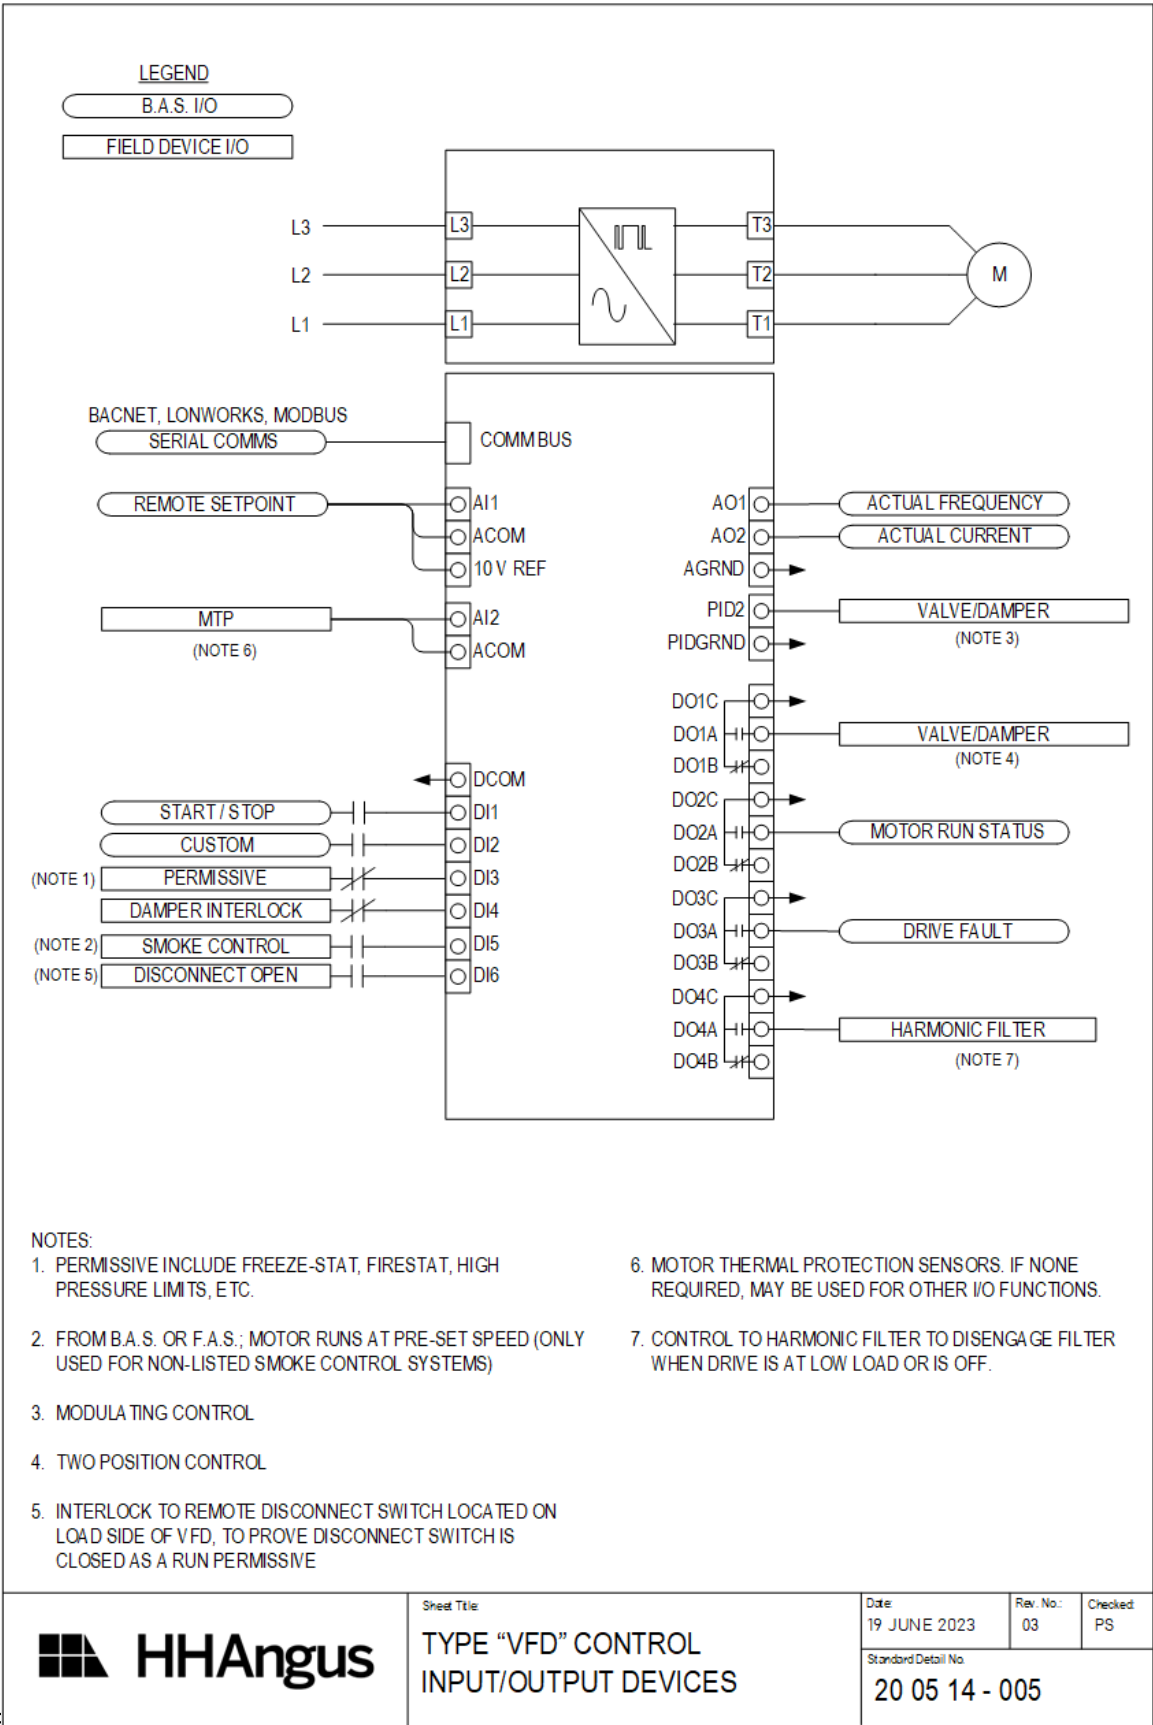 LEGEND
B.A.S. I/O
FIELD DEVICE I/O
L3 L3 T3
L2 L2 T2 M
L1 L1 T1
BACNET, LONWORKS, MODBUS
SERIAL COMMS COMM BUS
REMOTE SETPOINT AI1 AO1 ACTUAL FREQUENCY
ACOM AO2 ACTUAL CURRENT
10 V REF AGRND
MTP AI2 PID2 VALVE/DAMPER
(NOTE 6) ACOM PIDGRND (NOTE 3)
DO1C
DO1A VALVE/DAMPER
DO1B (NOTE 4)
DCOM DO2C
START / STOP DI1
CUSTOM DI2 DO2A MOTOR RUN STATUS
DO2B
(NOTE 1) PERMISSIVE DI3
DO3C
DAMPER INTERLOCK DI4
DO3A DRIVE FAULT
(NOTE 2) SMOKE CONTROL DI5
DO3B
(NOTE 5) DISCONNECT OPEN DI6
DO4C
DO4A HARMONIC FILTER
DO4B (NOTE 7)
NOTES:
1. PERMISSIVE INCLUDE FREEZE-STAT, FIRESTAT, HIGH
PRESSURE LIMITS, ETC.
2. FROM B.A.S. OR F.A.S.; MOTOR RUNS AT PRE-SET SPEED (ONLY
USED FOR NON-LISTED SMOKE CONTROL SYSTEMS)
3. MODULATING CONTROL
4. TWO POSITION CONTROL
5. INTERLOCK TO REMOTE DISCONNECT SWITCH LOCATED ON
LOAD SIDE OF VFD, TO PROVE DISCONNECT SWITCH IS
CLOSED AS A RUN PERMISSIVE
6. MOTOR THERMAL PROTECTION SENSORS. IF NONE
REQUIRED, MAY BE USED FOR OTHER I/O FUNCTIONS.
7. CONTROL TO HARMONIC FILTER TO DISENGAGE FILTER
WHEN DRIVE IS AT LOW LOAD OR IS OFF.
HHAngus
Sheet Title:
TYPE “VFD” CONTROL
INPUT/OUTPUT DEVICES
Date: Rev. No.: Checked:
19 JUNE 2023 03 PS
Standard Detail No.
20 05 14 - 005